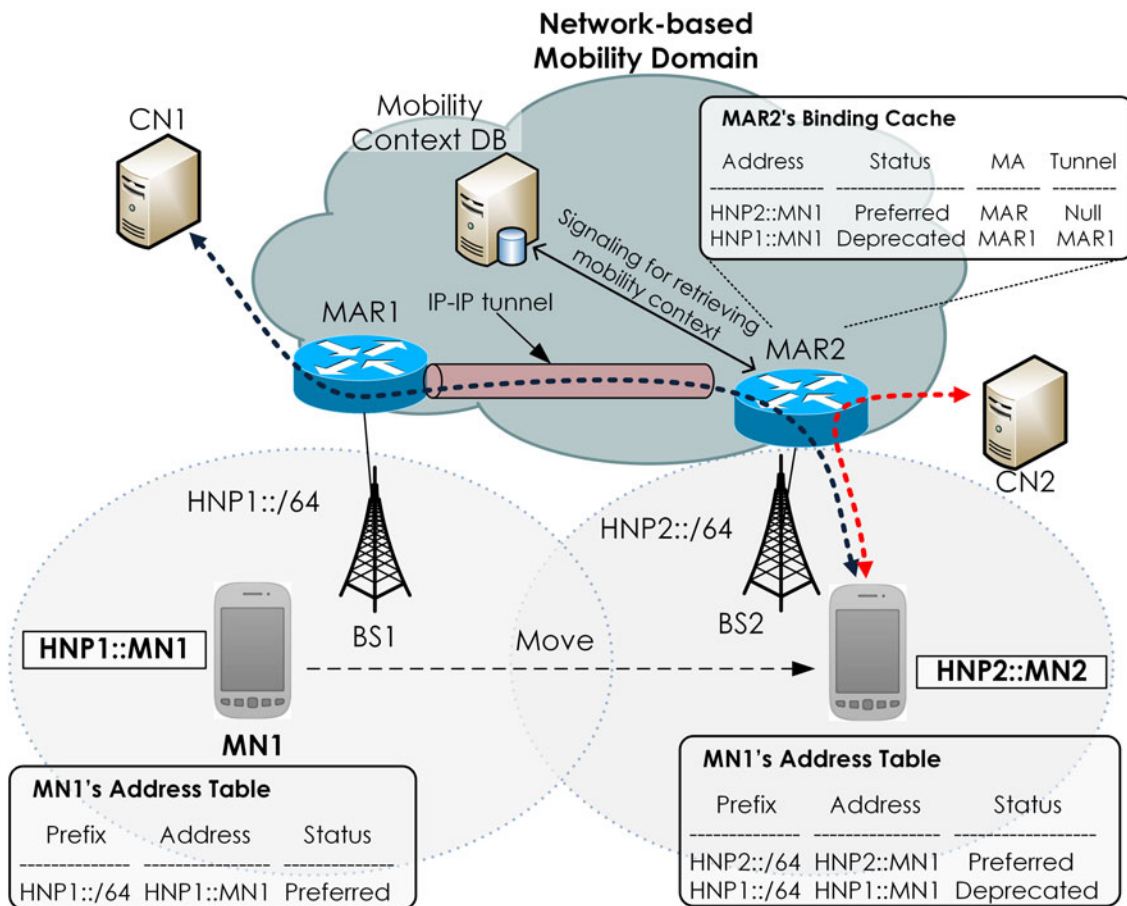 Network-based
Mobility Domain
CN1
Mobility
Context DB
MAR2's Binding Cache
Address Status MA Tunnel
HNP2::MN1 Preferred MAR Null
HNP1::MN1 Deprecated MAR1 MAR1
Signaling for retrieving
mobility context
IP-IP tunnel
MAR1
MAR2
CN2
HNP1::/64
HNP2::/64
BS1
BS2
Move
HNP1::MN1
HNP2::MN2
MN1
MN1's Address Table
Prefix Address Status
HNP1::/64 HNP1::MN1 Preferred
MN1's Address Table
Prefix Address Status
HNP2::/64 HNP2::MN1 Preferred
HNP1::/64 HNP1::MN1 Deprecated